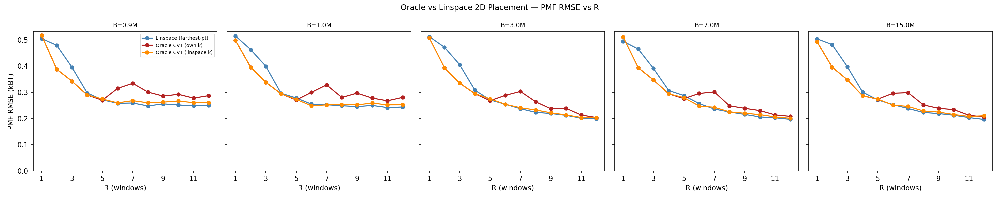 Oracle vs Linspace 2D Placement — PMF RMSE vs R
B=0.9M
B=1.0M
B=3.0M
B=7.0M
B=15.0M
Linspace (farthest-pt)
Oracle CVT (own k)
Oracle CVT (linspace k)
PMF RMSE (kBT)
0.5
0.4
0.3
0.2
0.1
0.0
1 3 5 7 9 11
1 3 5 7 9 11
1 3 5 7 9 11
1 3 5 7 9 11
1 3 5 7 9 11
R (windows)
R (windows)
R (windows)
R (windows)
R (windows)